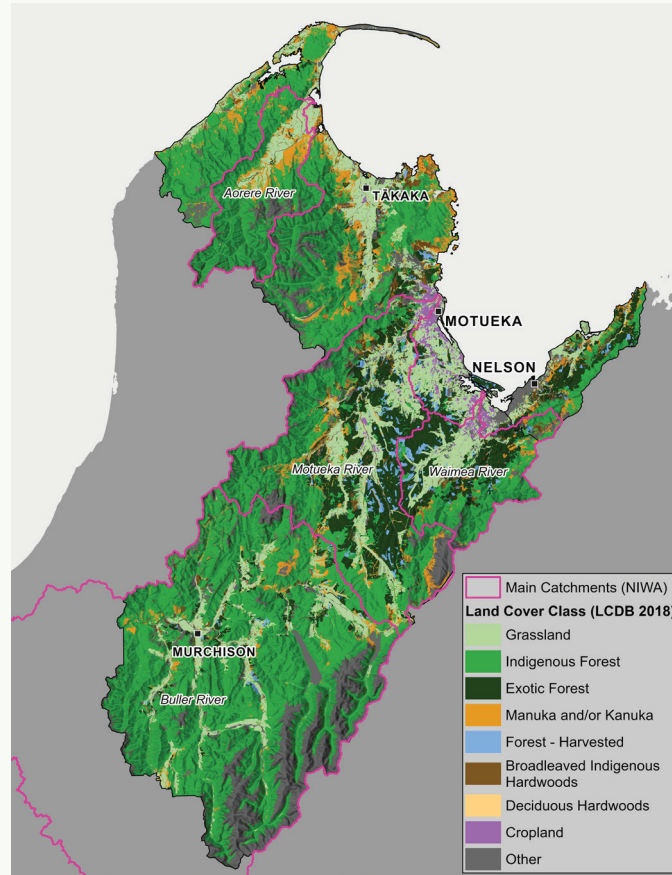 Aorere River
TĀKAKA
MOTUEKA
NELSON
Motueka River
Waimea River
MURCHISON
Buller River
Main Catchments (NIWA)
Land Cover Class (LCDB 2018)
Grassland
Indigenous Forest
Exotic Forest
Manuka and/or Kanuka
Forest - Harvested
Broadleaved Indigenous
Hardwoods
Deciduous Hardwoods
Cropland
Other